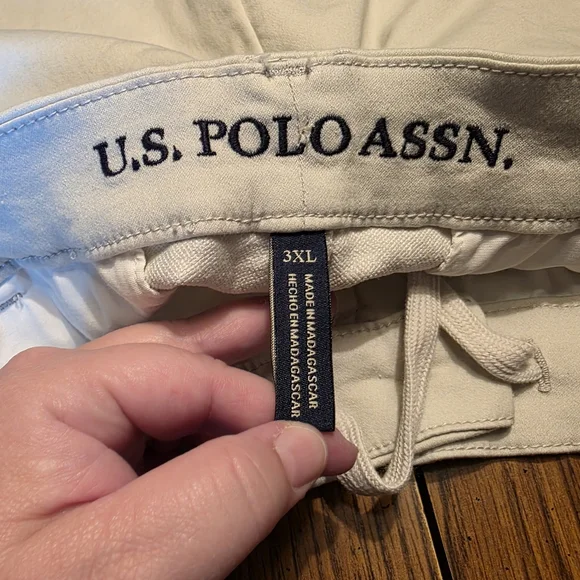 U.S. POLO ASSN.
3XL
MADE IN MADAGASCAR
HECHO EN MADAGASCAR